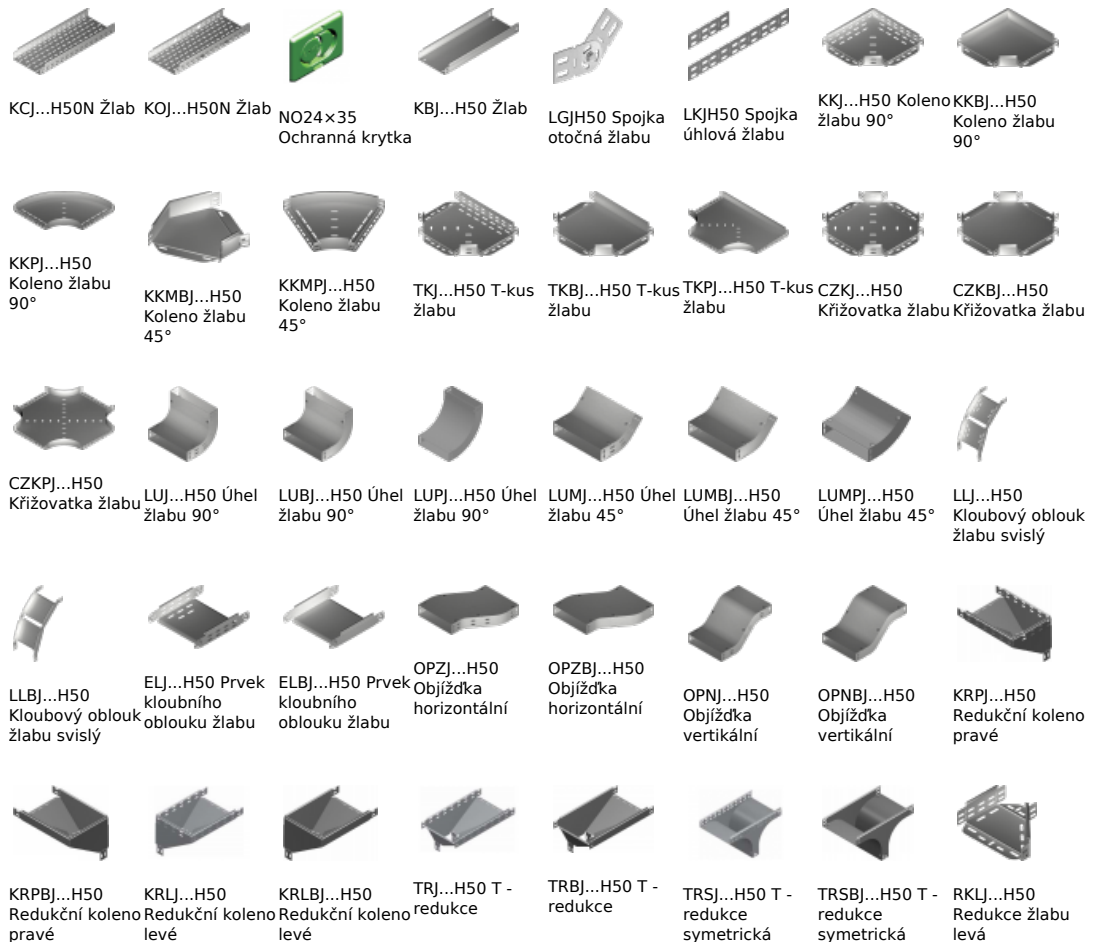 KCJ...H50N Žlab
KOJ...H50N Žlab
NO24×35
Ochranná krytka
KBJ...H50 Žlab
LGJH50 Spojka
otočná žlabu
LKJH50 Spojka
úhlová žlabu
KKJ...H50 Koleno
žlabu 90°
KKBJ...H50
Koleno žlabu
90°
KKPJ...H50
Koleno žlabu
90°
KKMBJ...H50
Koleno žlabu
45°
KKMPJ...H50
Koleno žlabu
45°
TKJ...H50 T-kus
žlabu
TKBJ...H50 T-kus
žlabu
TKPJ...H50 T-kus
žlabu
CZKJ...H50
Křižovatka žlabu
CZKBJ...H50
Křižovatka žlabu
CZKPJ...H50
Křižovatka žlabu
LUJ...H50 Úhel
žlabu 90°
LUBJ...H50 Úhel
žlabu 90°
LUPJ...H50 Úhel
žlabu 90°
LUMJ...H50 Úhel
žlabu 45°
LUMBJ...H50
Úhel žlabu 45°
LUMPJ...H50
Úhel žlabu 45°
LLJ...H50
Kloubový oblouk
žlabu svislý
LLBJ...H50
Kloubový oblouk
žlabu svislý
ELJ...H50 Prvek
kloubního
oblouku žlabu
ELBJ...H50 Prvek
kloubního
oblouku žlabu
OPZJ...H50
Objížďka
horizontální
OPZBJ...H50
Objížďka
horizontální
OPNJ...H50
Objížďka
vertikální
OPNBJ...H50
Objížďka
vertikální
KRPJ...H50
Redukční koleno
pravé
KRPBJ...H50
Redukční koleno
pravé
KRLJ...H50
Redukční koleno
levé
KRLBJ...H50
Redukční koleno
levé
TRJ...H50 T -
redukce
TRBJ...H50 T -
redukce
TRSJ...H50 T -
redukce
symetrická
TRSBJ...H50 T -
redukce
symetrická
RKLJ...H50
Redukce žlabu
levá